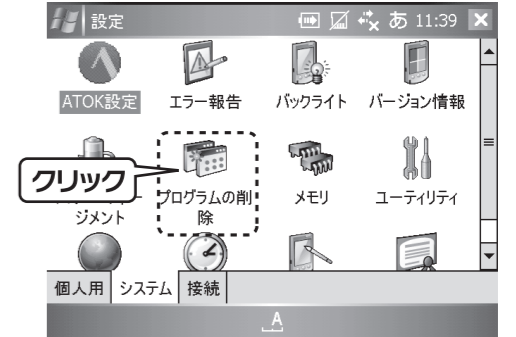 設定
あ 11:39
ATOK設定 エラー報告 バックライト バージョン情報
クリック
プログラムの削除 メモリ ユーティリティ
ジメント
個人用 システム 接続
A